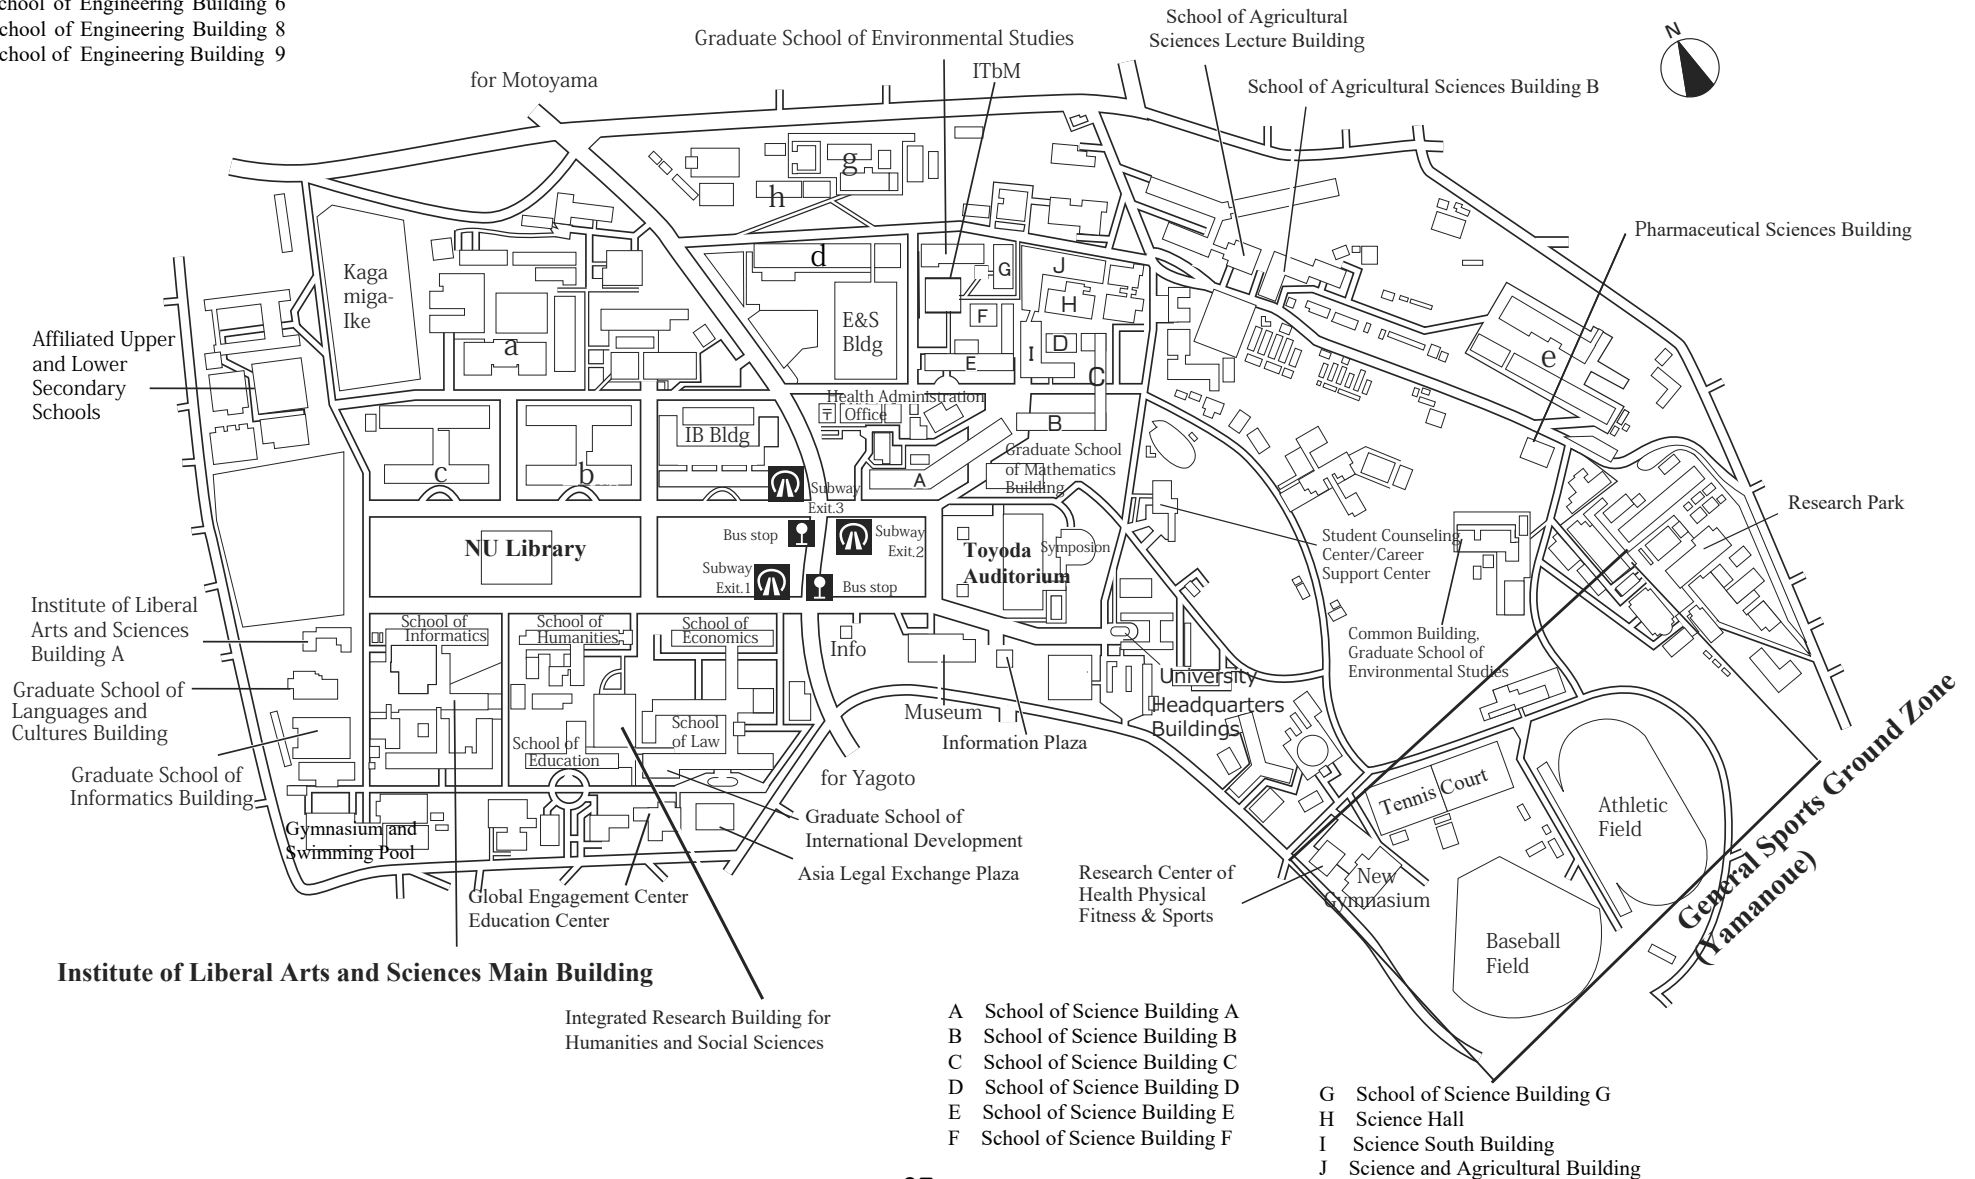 School of Engineering Building 6
School of Engineering Building 8
School of Engineering Building 9
for Motoyama
Graduate School of Environmental Studies
ITbM
School of Agricultural
Sciences Lecture Building
School of Agricultural Sciences Building B
N
Pharmaceutical Sciences Building
g
h
d
G
J
H
F
E
I
D
C
B
A
a
b
c
e
Kaga
miga-
Ike
E&S
Bldg
Affiliated Upper
and Lower
Secondary
Schools
Health Administration
Office
〒
IB Bldg
Graduate School
of Mathematics
Building
Subway
Exit.3
Bus stop
Subway
Exit.2
Subway
Exit.1
Bus stop
NU Library
Toyoda
Auditorium
Symposion
Student Counseling
Center/Career
Support Center
Research Park
Common Building,
Graduate School of
Environmental Studies
Institute of Liberal
Arts and Sciences
Building A
School of
Informatics
School of
Humanities
School of
Economics
Info
Graduate School of
Languages and
Cultures Building
Graduate School of
Informatics Building
School of
Education
School
of Law
Museum
Information Plaza
University
Headquarters
Buildings
for Yagoto
Graduate School of
International Development
Asia Legal Exchange Plaza
Gymnasium and
Swimming Pool
Global Engagement Center
Education Center
Institute of Liberal Arts and Sciences Main Building
Integrated Research Building for
Humanities and Social Sciences
Tennis Court
Athletic
Field
New
Gymnasium
Research Center of
Health Physical
Fitness & Sports
Baseball
Field
General Sports Ground Zone
(Yamanoue)
A School of Science Building A
B School of Science Building B
C School of Science Building C
D School of Science Building D
E School of Science Building E
F School of Science Building F
G School of Science Building G
H Science Hall
I Science South Building
J Science and Agricultural Building